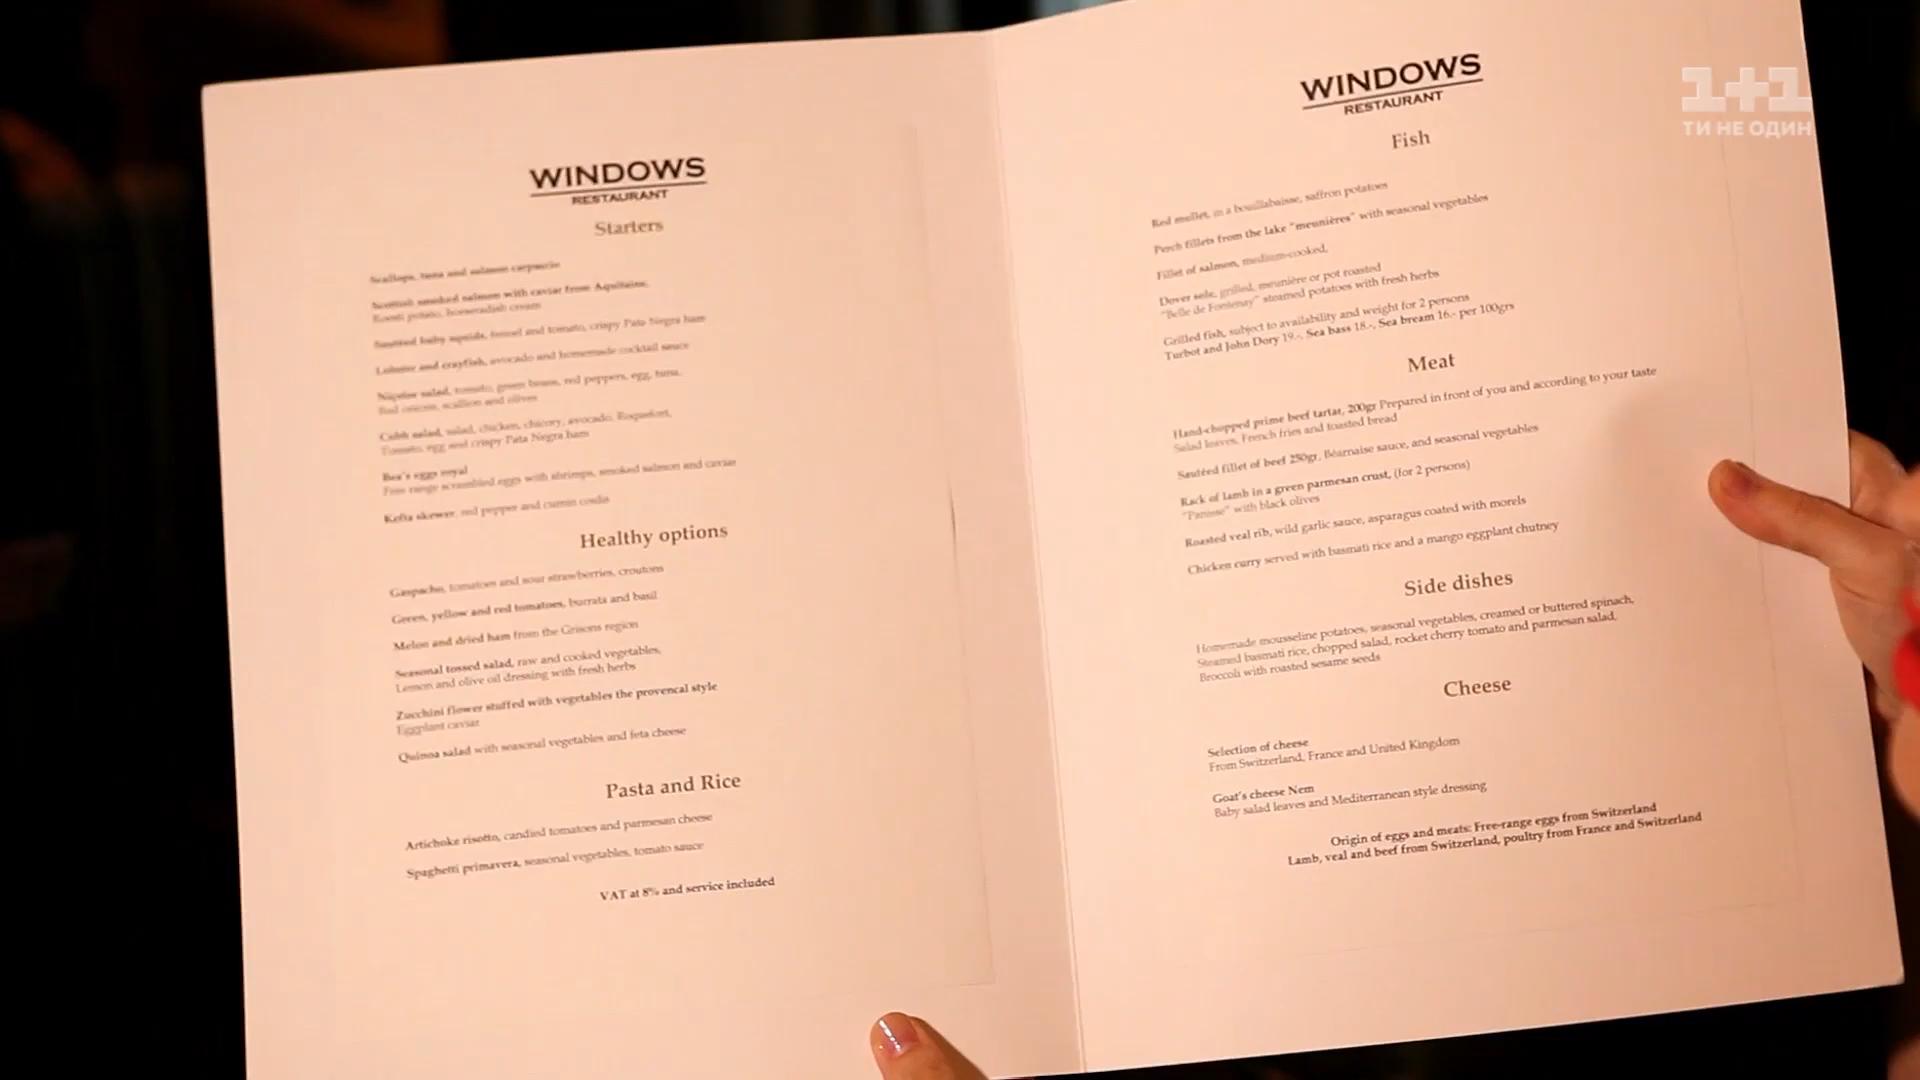 WINDOWS
RESTAURANT
Starters
Scallops, tuna and salmon carpaccio
Scottish smoked salmon with caviar from Aquitaine,
Roesti potato, horseradish cream
Sautéed baby squids, fennel and tomato, crispy Pata Negra ham
Lobster and crayfish, avocado and homemade cocktail sauce
Niçoise salad, tomato, green beans, red peppers, egg, tuna,
Red onions, scallion and olives
Cobb salad, salad, chicken, chicory, avocado, Roquefort,
Tomato, egg and crispy Pata Negra ham
Bea's eggs royal
Free range scrambled eggs with shrimps, smoked salmon and caviar
Kefta skewer, red pepper and cumin coulis
Healthy options
Gaspacho, tomatoes and sour strawberries, croutons
Green, yellow and red tomatoes, burrata and basil
Melon and dried ham from the Grisons region
Seasonal tossed salad, raw and cooked vegetables,
Lemon and olive oil dressing with fresh herbs
Zucchini flower stuffed with vegetables the provencal style
Eggplant caviar
Quinoa salad with seasonal vegetables and feta cheese
Pasta and Rice
Artichoke risotto, candied tomatoes and parmesan cheese
Spaghetti primavera, seasonal vegetables, tomato sauce
VAT at 8% and service included
WINDOWS
RESTAURANT
Fish
Red mullet, in a bouillabaisse, saffron potatoes
Perch fillets from the lake "meunières" with seasonal vegetables
Fillet of salmon, medium-cooked,
Dover sole, grilled, meunière or pot roasted
"Belle de Fontenay" steamed potatoes with fresh herbs
Grilled fish, subject to availability and weight for 2 persons
Turbot and John Dory 19.-, Sea bass 18.-, Sea bream 16.- per 100grs
Meat
Hand-chopped prime beef tartar, 200gr Prepared in front of you and according to your taste
Salad leaves, French fries and toasted bread
Sautéed fillet of beef 250gr, Béarnaise sauce, and seasonal vegetables
Rack of lamb in a green parmesan crust, (for 2 persons)
"Panisse" with black olives
Roasted veal rib, wild garlic sauce, asparagus coated with morels
Chicken curry served with basmati rice and a mango eggplant chutney
Side dishes
Homemade mousseline potatoes, seasonal vegetables, creamed or buttered spinach,
Steamed basmati rice, chopped salad, rocket cherry tomato and parmesan salad,
Broccoli with roasted sesame seeds
Cheese
Selection of cheese
From Switzerland, France and United Kingdom
Goat's cheese Nem
Baby salad leaves and Mediterranean style dressing
Origin of eggs and meats: Free-range eggs from Switzerland
Lamb, veal and beef from Switzerland, poultry from France and Switzerland
1+1
ТИ НЕ ОДИН